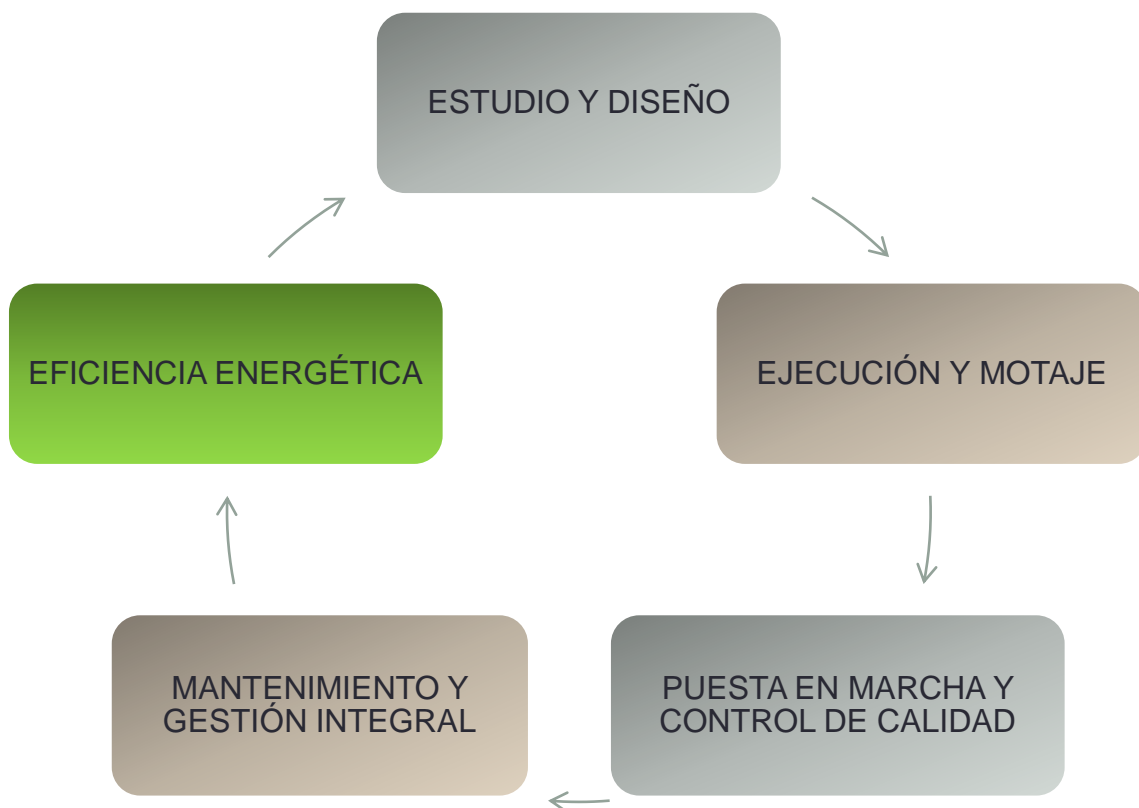 ESTUDIO Y DISEÑO
EJECUCIÓN Y MOTAJE
PUESTA EN MARCHA Y
CONTROL DE CALIDAD
MANTENIMIENTO Y
GESTIÓN INTEGRAL
EFICIENCIA ENERGÉTICA